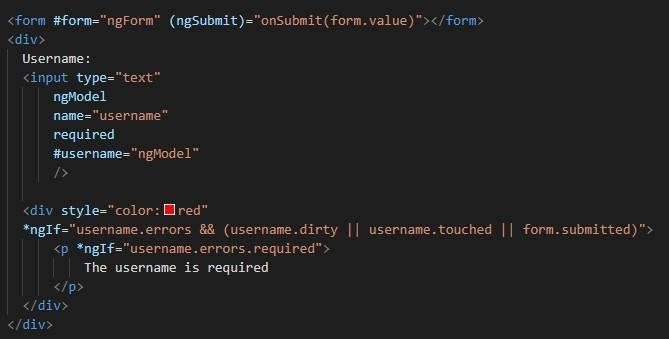 <form #form="ngForm" (ngSubmit)="onSubmit(form.value)"></form>
<div>
  Username:
  <input type="text"
      ngModel
      name="username"
      required
      #username="ngModel"
      />
  <div style="color:red"
  *ngIf="username.errors && (username.dirty || username.touched || form.submitted)">
      <p *ngIf="username.errors.required">
          The username is required
      </p>
  </div>
</div>